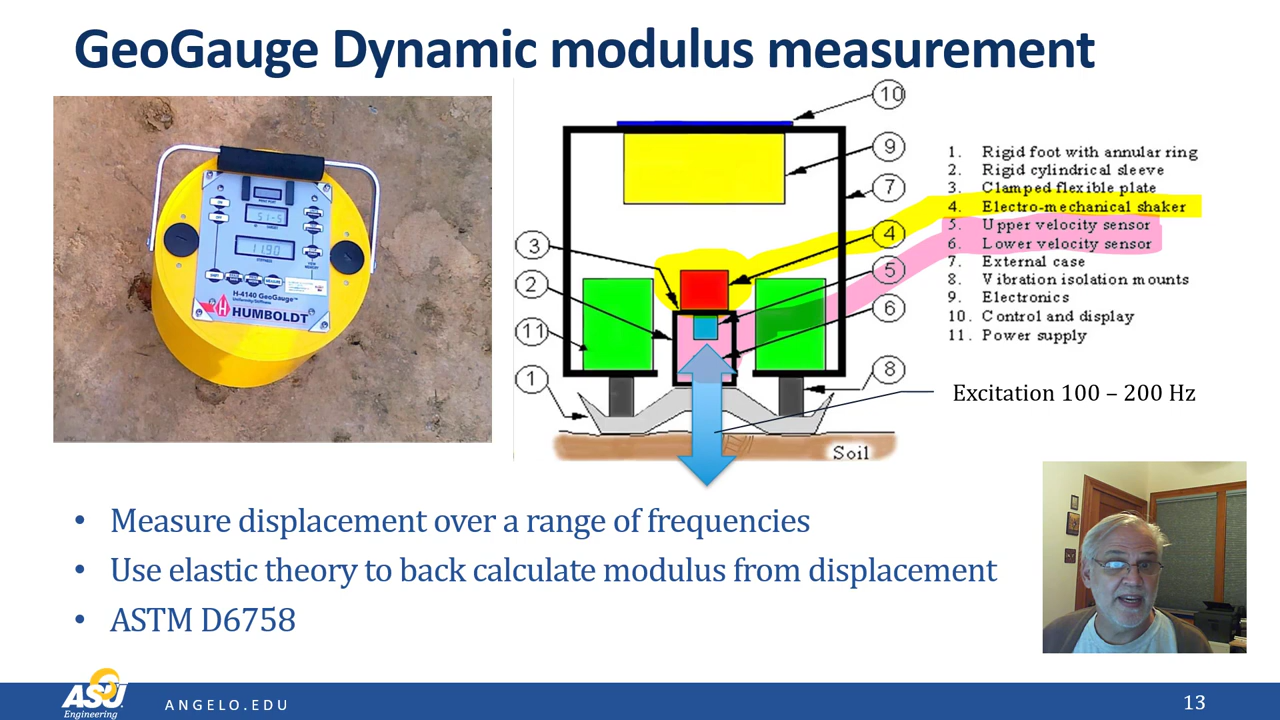 GeoGauge Dynamic modulus measurement
H-4140 GeoGauge™
HUMBOLDT
10
9
7
4
3
5
2
6
11
8
1
1. Rigid foot with annular ring
2. Rigid cylindrical sleeve
3. Clamped flexible plate
4. Electro-mechanical shaker
5. Upper velocity sensor
6. Lower velocity sensor
7. External case
8. Vibration isolation mounts
9. Electronics
10. Control and display
11. Power supply
Excitation 100 – 200 Hz
Soil
• Measure displacement over a range of frequencies
• Use elastic theory to back calculate modulus from displacement
• ASTM D6758
ASU
Engineering
ANGELO.EDU
13